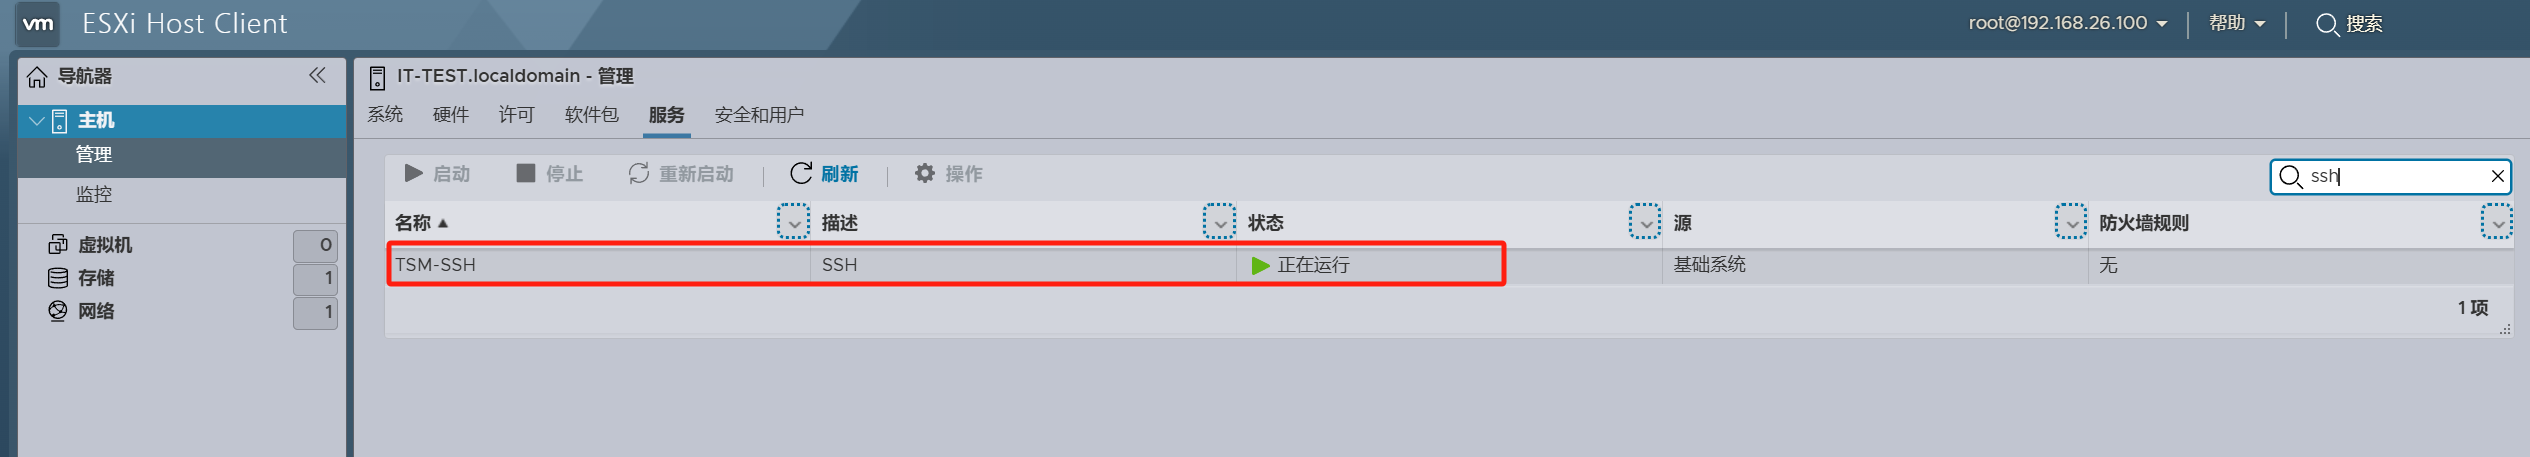 vm ESXi Host Client root@192.168.26.100 帮助 搜索
导航器
主机
管理
监控
虚拟机 0
存储 1
网络 1
IT-TEST.localdomain - 管理
系统 硬件 许可 软件包 服务 安全和用户
启动 停止 重新启动 刷新 操作 ssh
名称 描述 状态 源 防火墙规则
TSM-SSH SSH 正在运行 基础系统 无
1 项